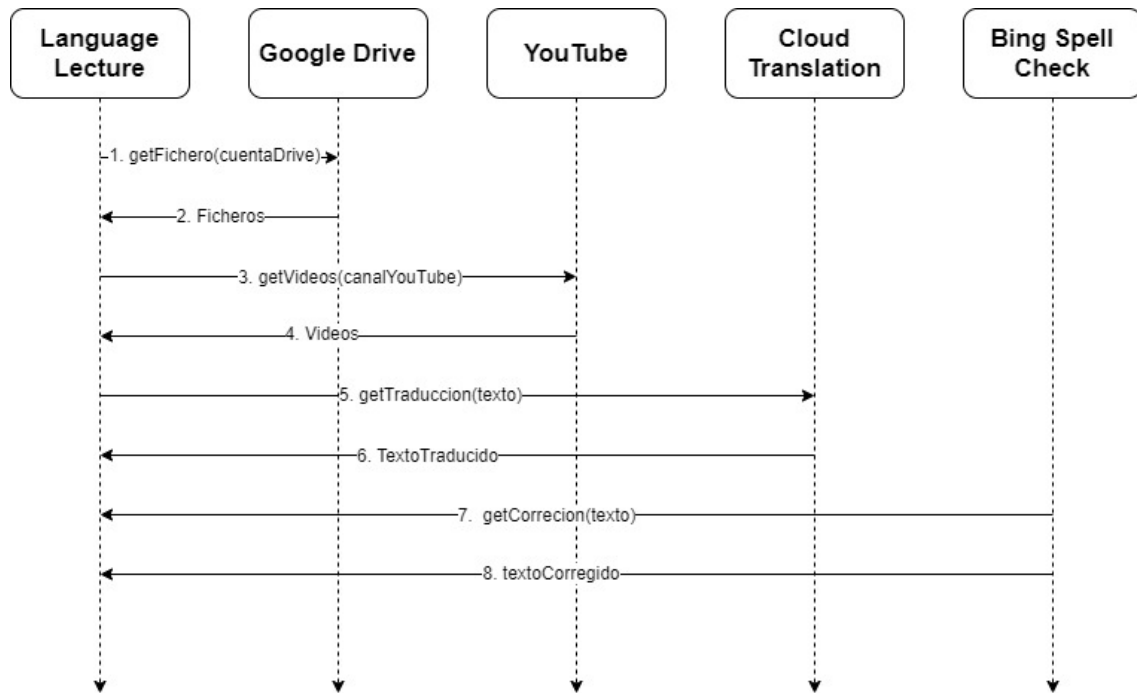 Language
Lecture
Google Drive
YouTube
Cloud
Translation
Bing Spell
Check
1. getFichero(cuentaDrive)
2. Ficheros
3. getVideos(canalYouTube)
4. Videos
5. getTraduccion(texto)
6. TextoTraducido
7. getCorrecion(texto)
8. textoCorregido